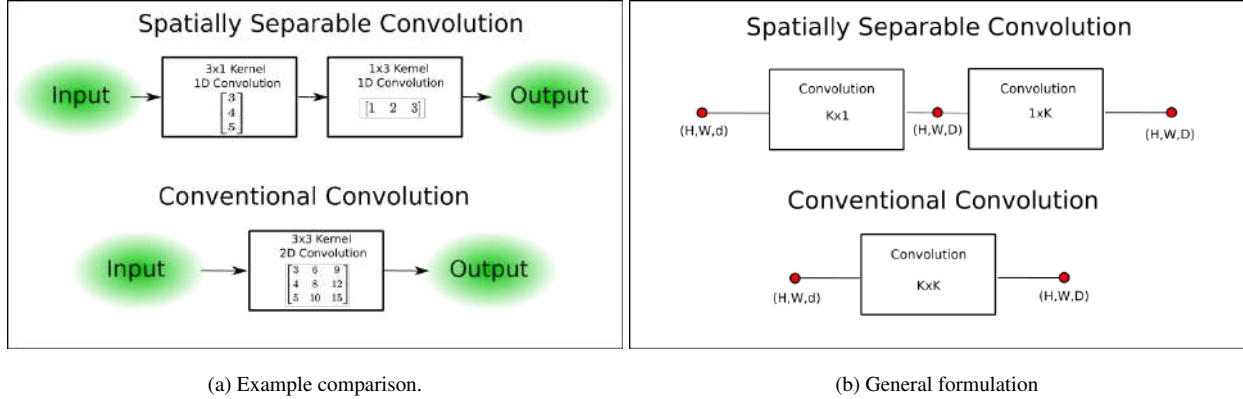 Spatially Separable Convolution
Input
3x1 Kernel
1D Convolution
[3
4
5]
1x3 Kernel
1D Convolution
[1 2 3]
Output
Conventional Convolution
Input
3x3 Kernel
2D Convolution
[3 6 9
4 8 12
5 10 15]
Output
(a) Example comparison.
Spatially Separable Convolution
(H,W,d)
Convolution
Kx1
(H,W,D)
Convolution
1xK
(H,W,D)
Conventional Convolution
(H,W,d)
Convolution
KxK
(H,W,D)
(b) General formulation